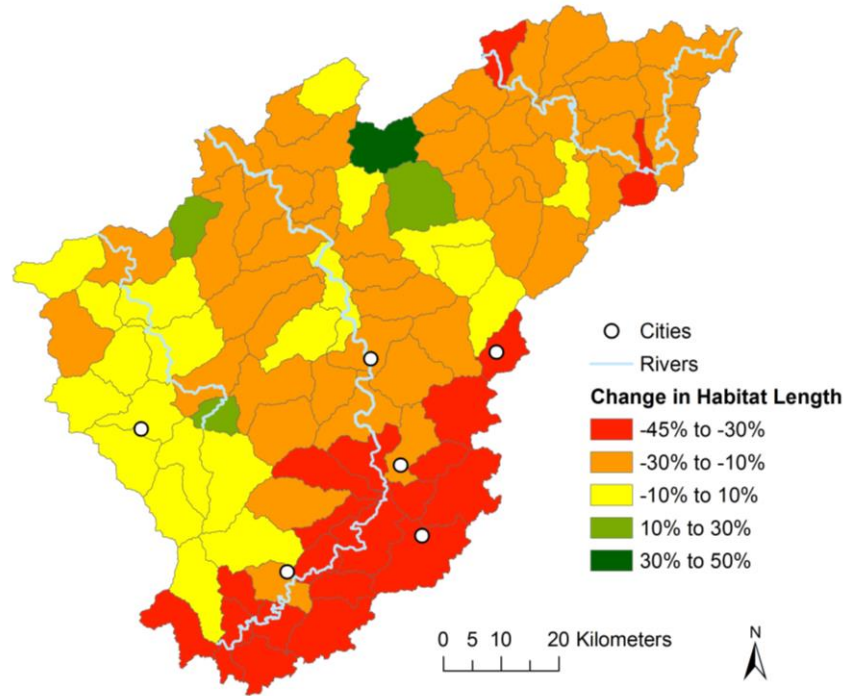 Cities
Rivers
Change in Habitat Length
-45% to -30%
-30% to -10%
-10% to 10%
10% to 30%
30% to 50%
0 5 10 20 Kilometers
N